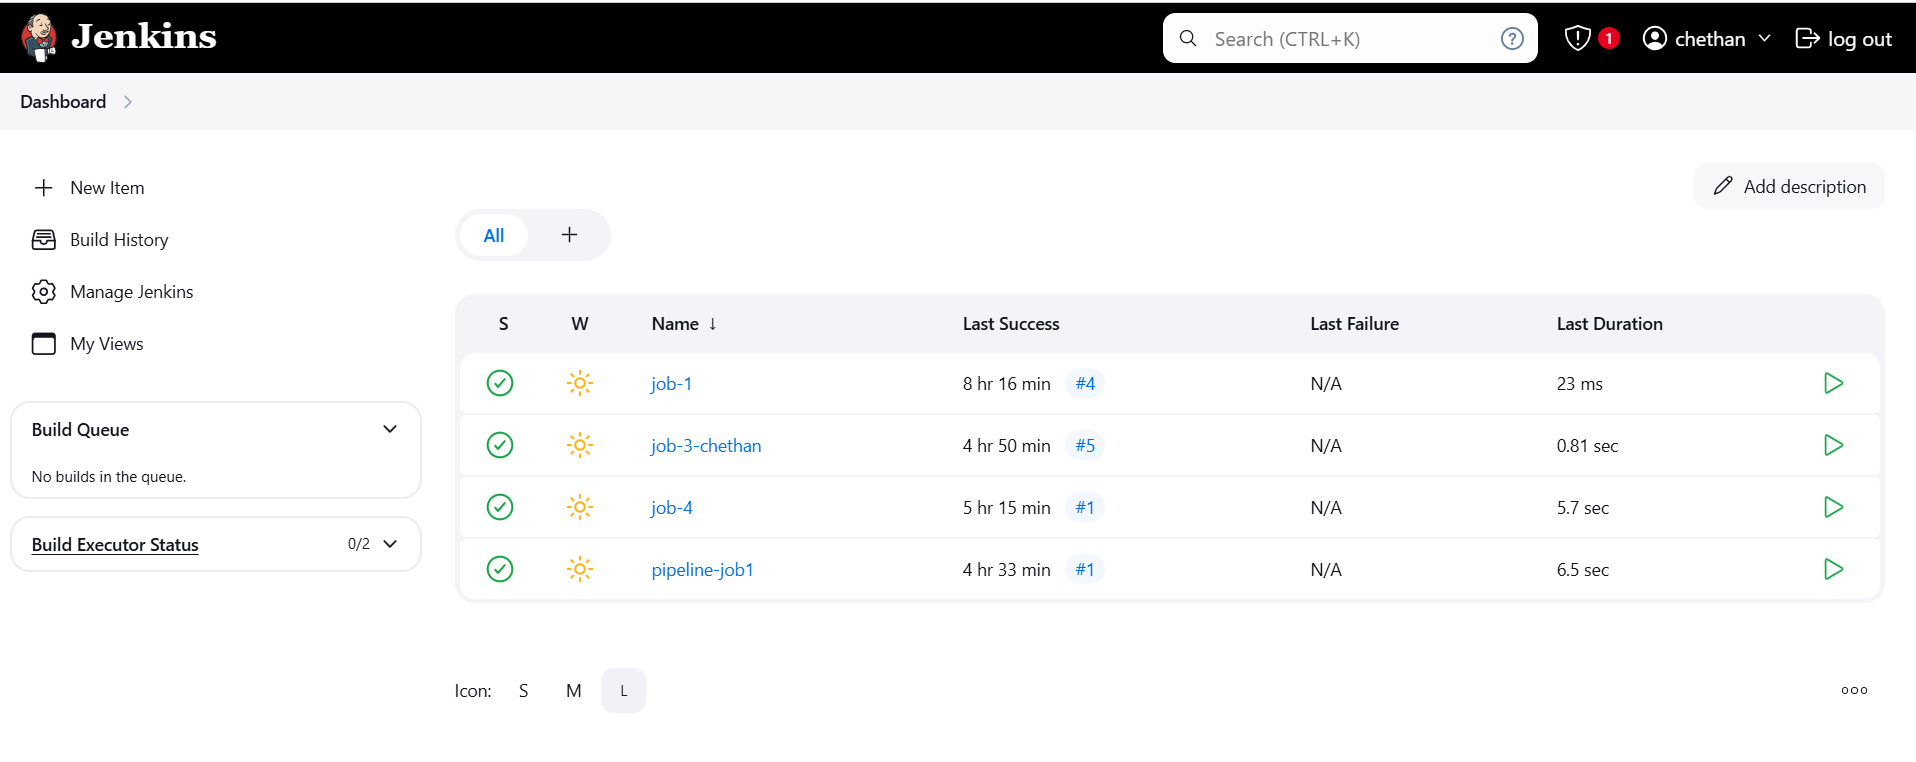 Jenkins
Search (CTRL+K)
?
1
chethan
log out
Dashboard
New Item
Build History
Manage Jenkins
My Views
Build Queue
No builds in the queue.
Build Executor Status 0/2
Add description
All +
S W Name ↓ Last Success Last Failure Last Duration
job-1 8 hr 16 min #4 N/A 23 ms
job-3-chethan 4 hr 50 min #5 N/A 0.81 sec
job-4 5 hr 15 min #1 N/A 5.7 sec
pipeline-job1 4 hr 33 min #1 N/A 6.5 sec
Icon: S M L